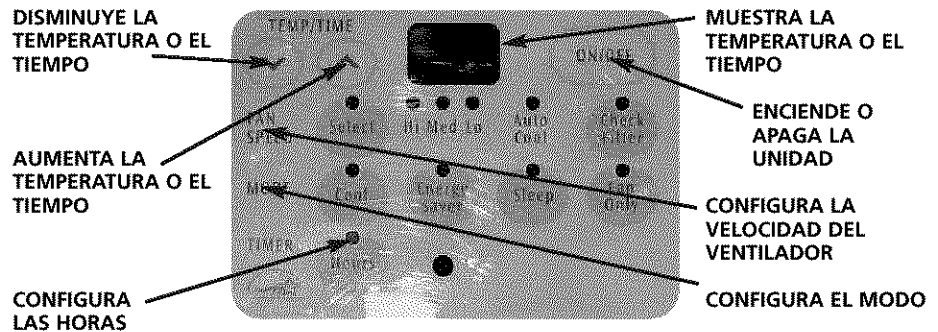 DISMINUYE LA
TEMPERATURA O EL
TIEMPO
AUMENTA LA
TEMPERATURA O EL
TIEMPO
CONFIGURA
LAS HORAS
TEMP/TIME
ON/OFF
FAN
SPEED
Select
Hi Med Lo
Auto
Cool
Check
Filter
MODE
Cool
Energy
Saver
Sleep
Fan
Only
TIMER
Hours
MUESTRA LA
TEMPERATURA O EL
TIEMPO
ENCIENDE O
APAGA LA
UNIDAD
CONFIGURA LA
VELOCIDAD DEL
VENTILADOR
CONFIGURA EL MODO